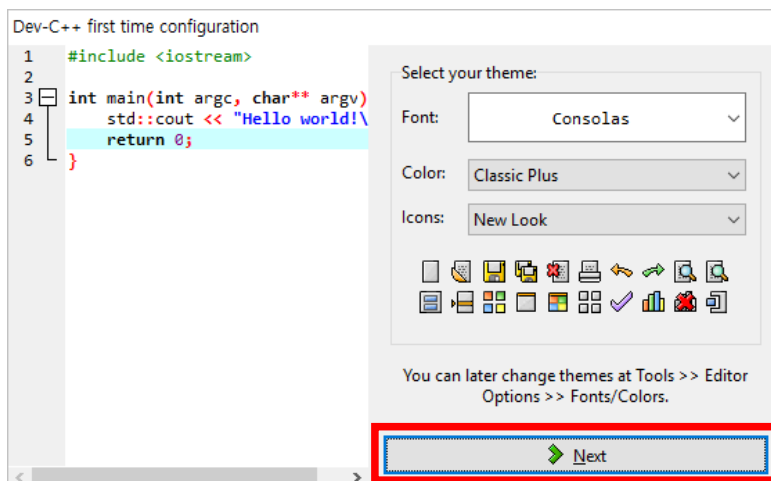 Dev-C++ first time configuration
1 #include <iostream>
2
3 int main(int argc, char** argv)
4 std::cout << "Hello world!\
5 return 0;
6 }
Select your theme:
Font: Consolas
Color: Classic Plus
Icons: New Look
You can later change themes at Tools >> Editor
Options >> Fonts/Colors.
Next